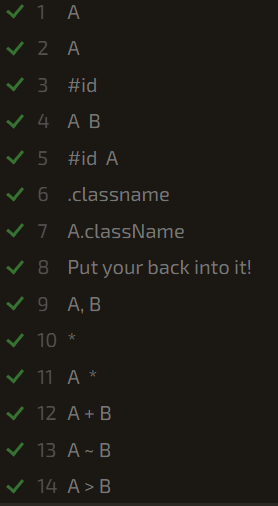 1 A
2 A
3 #id
4 A B
5 #id A
6 .classname
7 A.className
8 Put your back into it!
9 A, B
10 *
11 A *
12 A + B
13 A ~ B
14 A > B